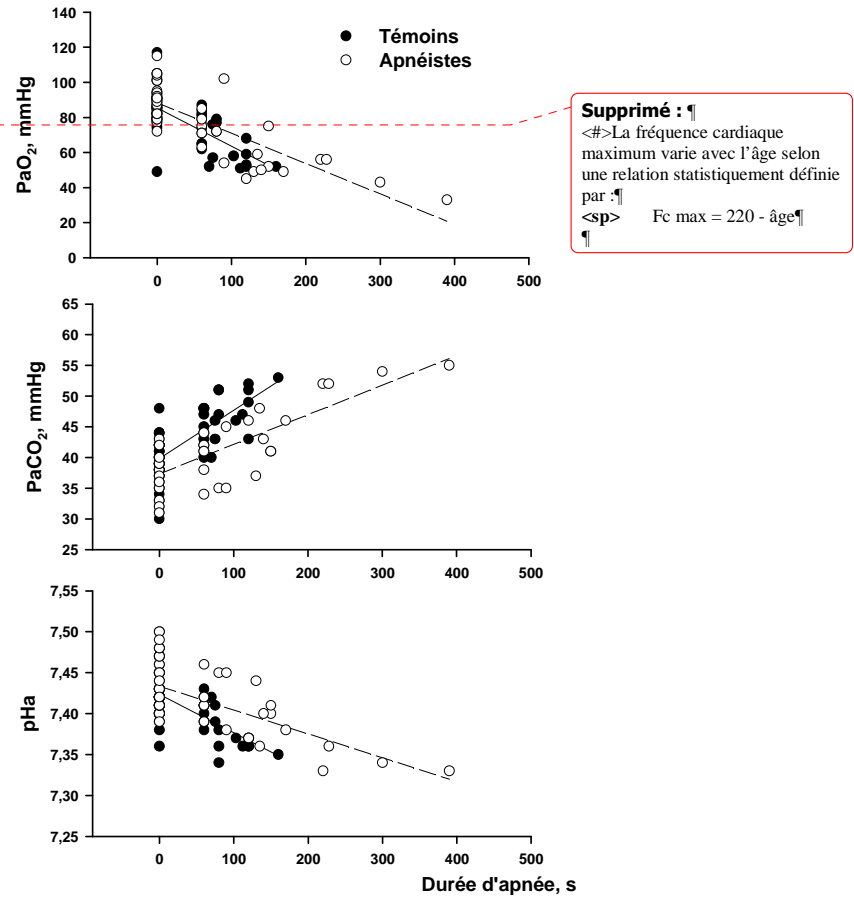 140
120
100
80
60
40
20
0
PaO2, mmHg
Témoins
Apnéistes
0 100 200 300 400 500
Supprimé : ¶
<#>La fréquence cardiaque
maximum varie avec l'âge selon
une relation statistiquement définie
par :¶
<sp> Fc max = 220 - âge¶
¶
65
60
55
50
45
40
35
30
25
PaCO2, mmHg
0 100 200 300 400 500
7,55
7,50
7,45
7,40
7,35
7,30
7,25
pHa
0 100 200 300 400 500
Durée d'apnée, s